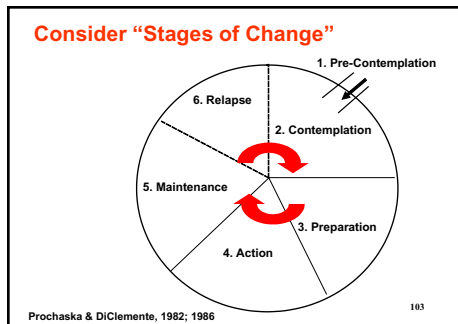 Consider “Stages of Change”
1. Pre-Contemplation
6. Relapse
2. Contemplation
5. Maintenance
3. Preparation
4. Action
103
Prochaska & DiClemente, 1982; 1986